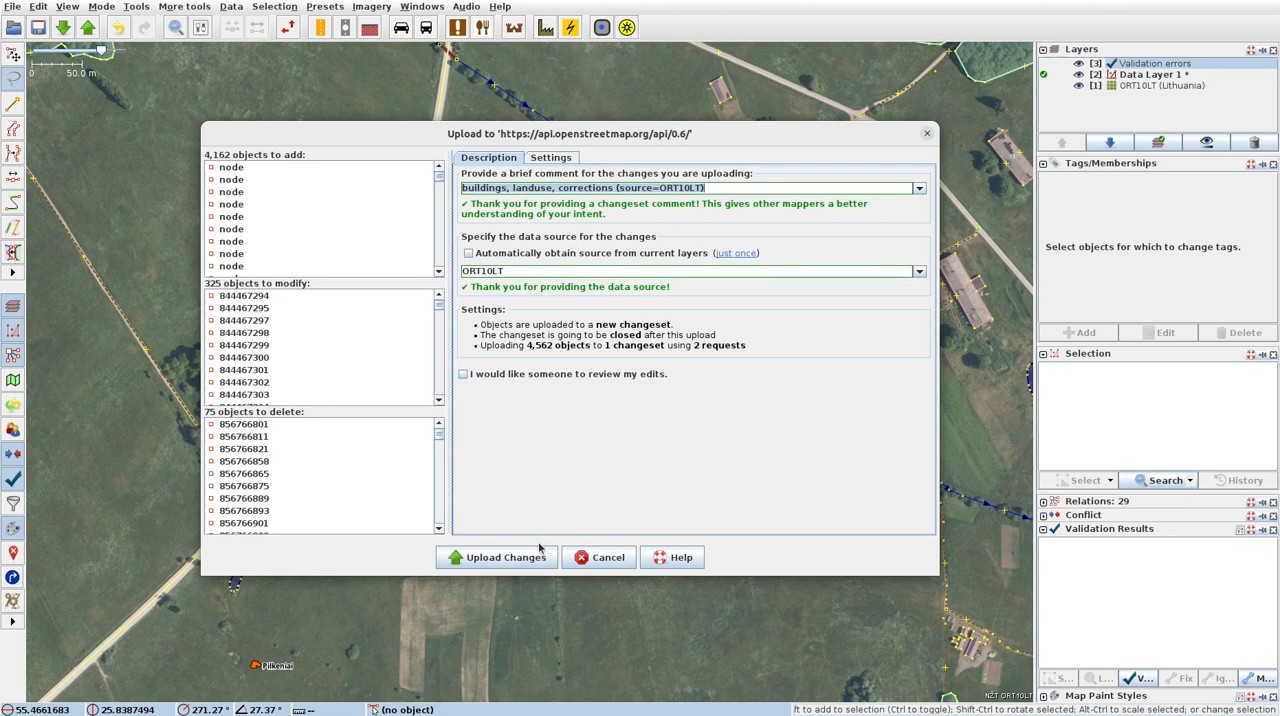 File Edit View Mode Tools More tools Data Selection Presets Imagery Windows Audio Help
0 50.0 m
Upload to 'https://api.openstreetmap.org/api/0.6/'
4,162 objects to add:
node
node
node
node
node
node
node
node
node
325 objects to modify:
844467294
844467295
844467297
844467298
844467299
844467300
844467301
844467302
844467303
75 objects to delete:
856766801
856766811
856766821
856766858
856766865
856766875
856766889
856766893
856766901
Description Settings
Provide a brief comment for the changes you are uploading:
buildings, landuse, corrections (source=ORT10LT)
✔ Thank you for providing a changeset comment! This gives other mappers a better
understanding of your intent.
Specify the data source for the changes
Automatically obtain source from current layers (just once)
ORT10LT
✔ Thank you for providing the data source!
Settings:
• Objects are uploaded to a new changeset.
• The changeset is going to be closed after this upload
• Uploading 4,562 objects to 1 changeset using 2 requests
I would like someone to review my edits.
Upload Changes Cancel Help
Pilkeniai
NŽT ORT10LT
Layers
[3] Validation errors
[2] Data Layer 1 *
[1] ORT10LT (Lithuania)
Tags/Memberships
Select objects for which to change tags.
Add Edit Delete
Selection
Select Search History
Relations: 29
Conflict
Validation Results
S... L... V... Fix Ig... M...
Map Paint Styles
55.4661683 25.8387494 271.27° 27.37° -- (no object)
ft to add to selection (Ctrl to toggle); Shift-Ctrl to rotate selected; Alt-Ctrl to scale selected; or change selection